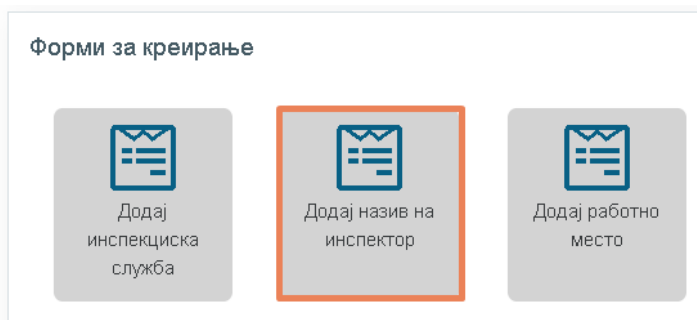 Форми за креирање
Додај
инспекциска
служба
Додај назив на
инспектор
Додај работно
место